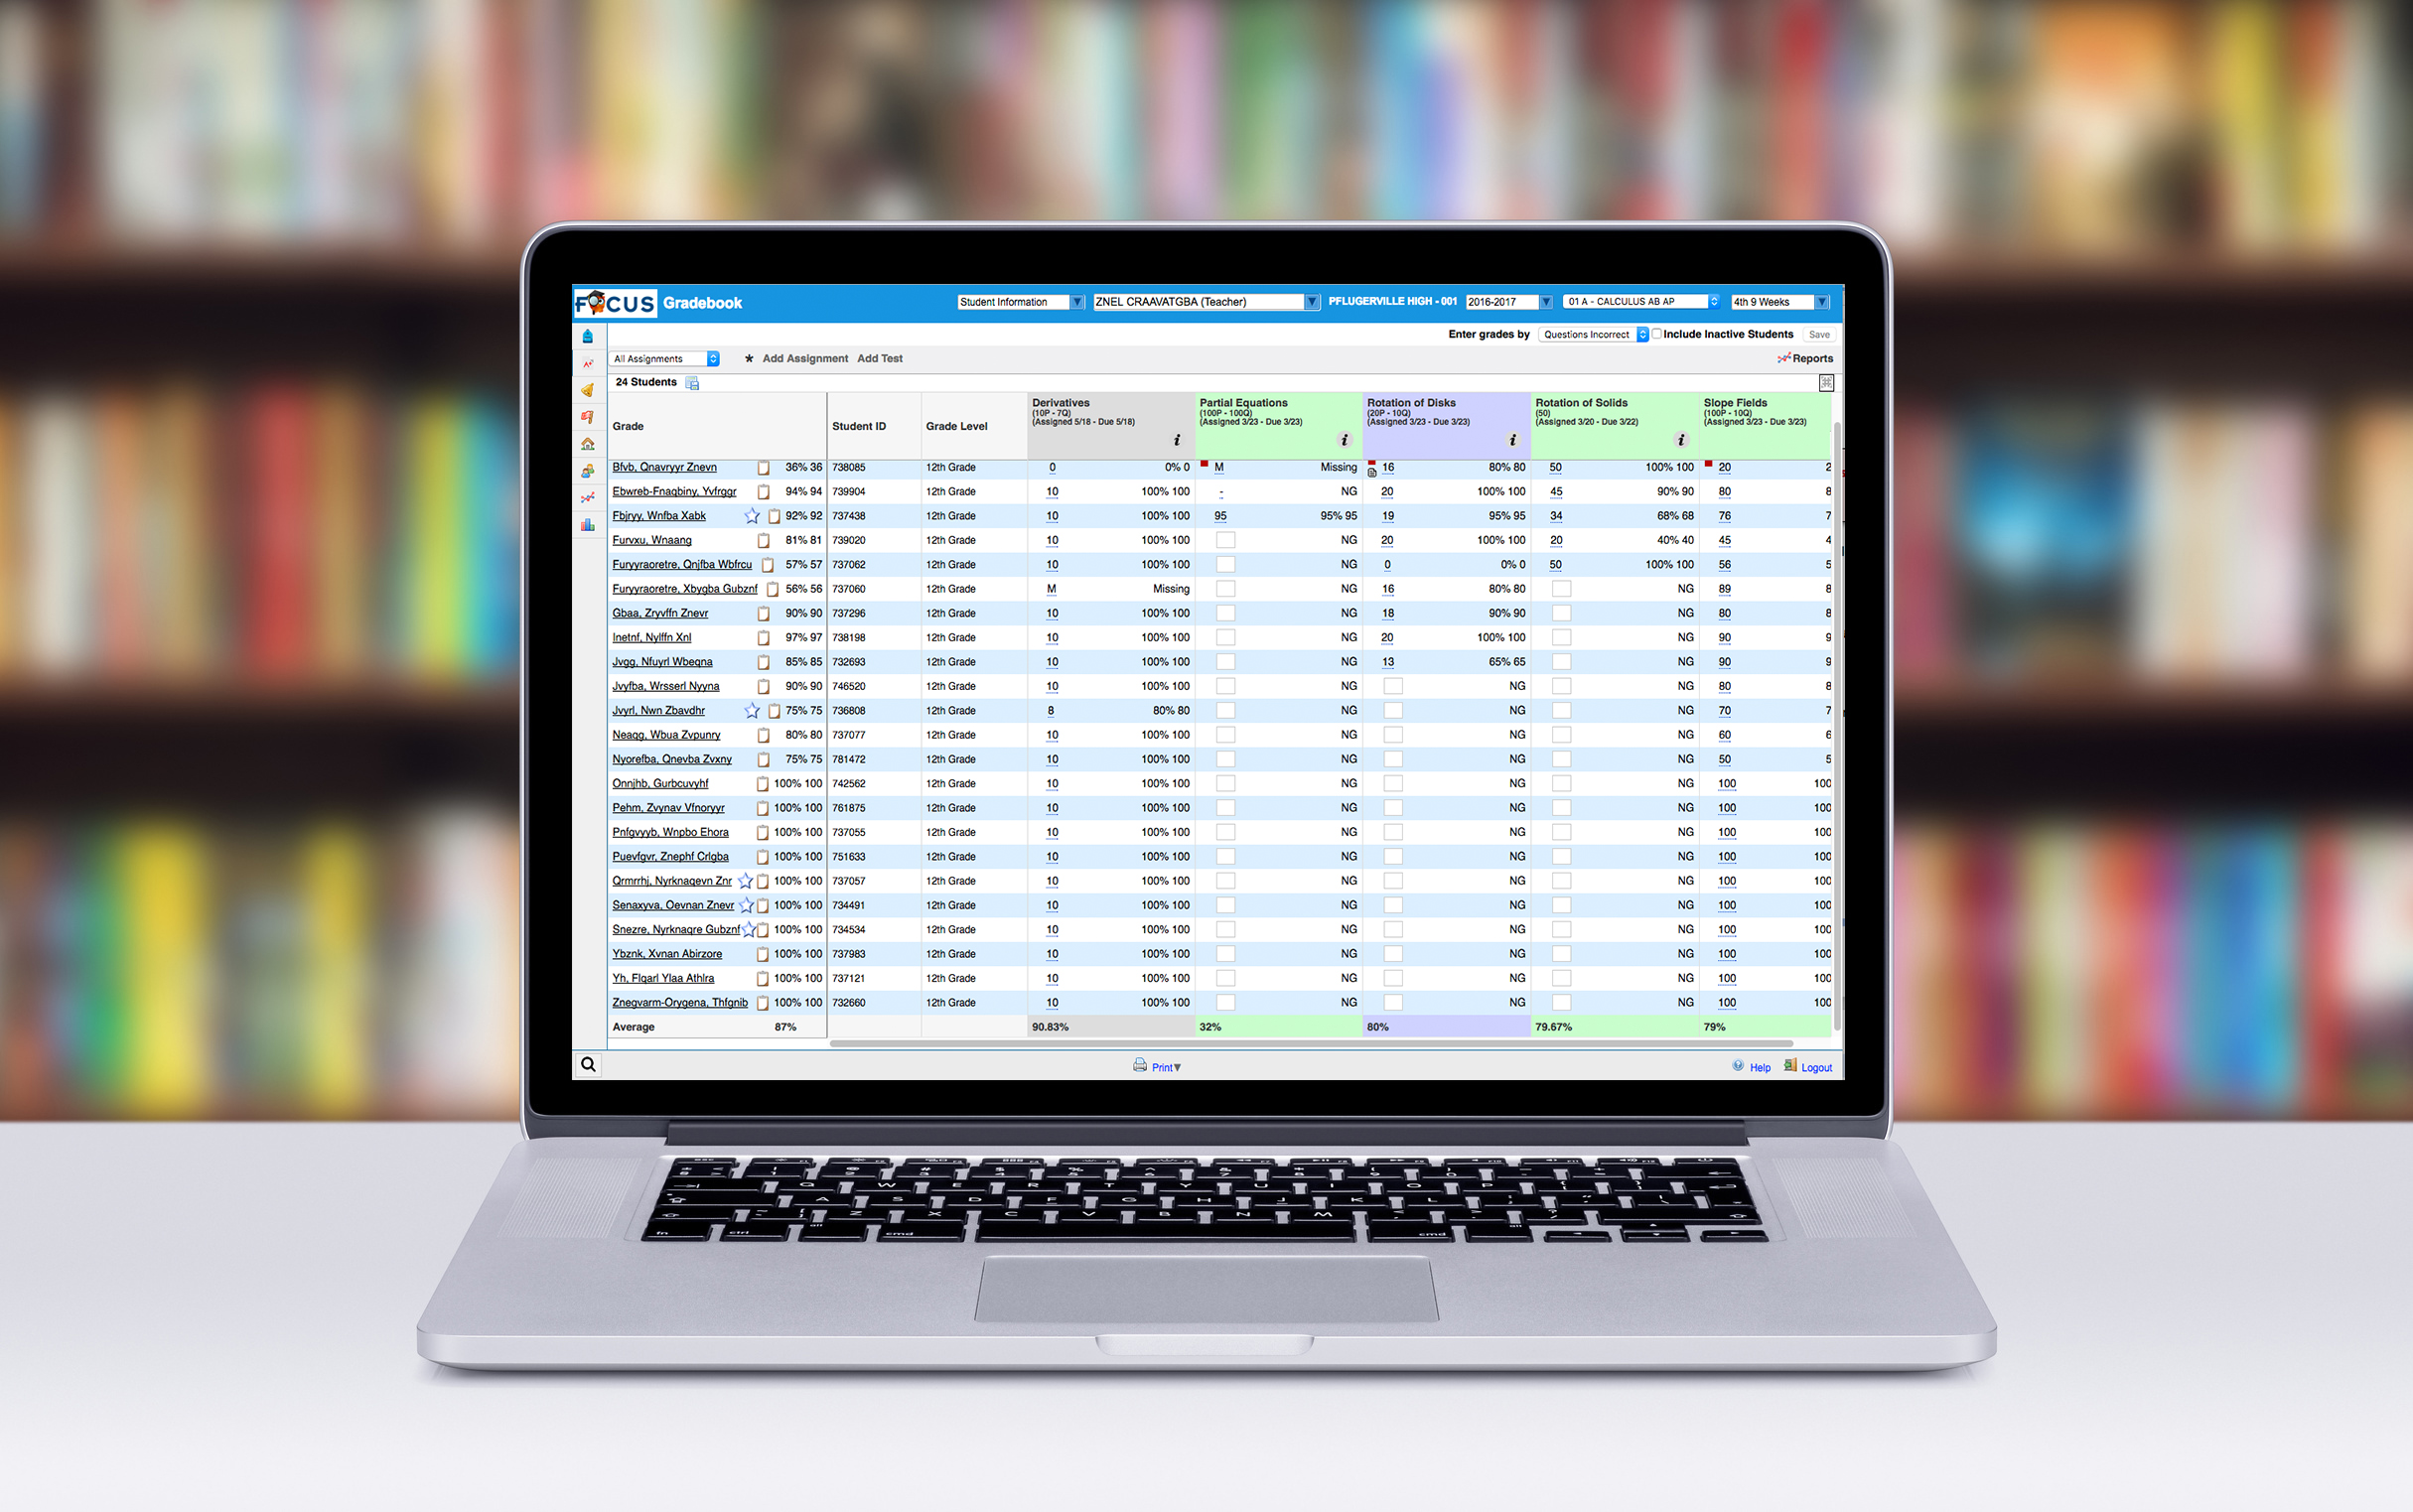 FOCUS Gradebook Student Information ZNEL CRAAVATGBA (Teacher) PFLUGERVILLE HIGH - 001 2016-2017 01 A - CALCULUS AB AP 4th 9 Weeks
Enter grades by Questions Incorrect Include Inactive Students Save
All Assignments * Add Assignment Add Test Reports
24 Students
Grade Student ID Grade Level
Derivatives
(10P - 7Q)
(Assigned 5/18 - Due 5/18)
i
Partial Equations
(100P - 100Q)
(Assigned 3/23 - Due 3/23)
i
Rotation of Disks
(20P - 10Q)
(Assigned 3/23 - Due 3/23)
i
Rotation of Solids
(50)
(Assigned 3/20 - Due 3/22)
i
Slope Fields
(100P - 10Q)
(Assigned 3/23 - Due 3/23)
Bfvb, Qnavryyr Znevn 36% 36 738085 12th Grade 0 0% 0 M Missing 16 80% 80 50 100% 100 20 2
Ebwreb-Fnaqbiny, Yvfrggr 94% 94 739904 12th Grade 10 100% 100 - NG 20 100% 100 45 90% 90 80 8
Fbjryy, Wnfba Xabk 92% 92 737438 12th Grade 10 100% 100 95 95% 95 19 95% 95 34 68% 68 76 7
Furvxu, Wnaang 81% 81 739020 12th Grade 10 100% 100 NG 20 100% 100 20 40% 40 45 4
Furyyraoretre, Qnjfba Wbfrcu 57% 57 737062 12th Grade 10 100% 100 NG 0 0% 0 50 100% 100 56 5
Furyyraoretre, Xbygba Gubznf 56% 56 737060 12th Grade M Missing NG 16 80% 80 NG 89 8
Gbaa, Zryvffn Znevr 90% 90 737296 12th Grade 10 100% 100 NG 18 90% 90 NG 80 8
Inetnf, Nylffn Xnl 97% 97 738198 12th Grade 10 100% 100 NG 20 100% 100 NG 90 9
Jvgg, Nfuyrl Wbeqna 85% 85 732693 12th Grade 10 100% 100 NG 13 65% 65 NG 90 9
Jvyfba, Wrsserl Nyyna 90% 90 746520 12th Grade 10 100% 100 NG NG NG 80 8
Jvyrl, Nwn Zbavdhr 75% 75 736808 12th Grade 8 80% 80 NG NG NG 70 7
Neaqg, Wbua Zvpunry 80% 80 737077 12th Grade 10 100% 100 NG NG NG 60 6
Nyorefba, Qnevba Zvxny 75% 75 781472 12th Grade 10 100% 100 NG NG NG 50 5
Onnjhb, Gurbcuvyhf 100% 100 742562 12th Grade 10 100% 100 NG NG NG 100 100
Pehm, Zvynav Vfnoryyr 100% 100 761875 12th Grade 10 100% 100 NG NG NG 100 100
Pnfgvyyb, Wnpbo Ehora 100% 100 737055 12th Grade 10 100% 100 NG NG NG 100 100
Puevfgvr, Znephf Crlgba 100% 100 751633 12th Grade 10 100% 100 NG NG NG 100 100
Qrmrrhj, Nyrknaqevn Znr 100% 100 737057 12th Grade 10 100% 100 NG NG NG 100 100
Senaxyva, Oevnan Znevr 100% 100 734491 12th Grade 10 100% 100 NG NG NG 100 100
Snezre, Nyrknaqre Gubznf 100% 100 734534 12th Grade 10 100% 100 NG NG NG 100 100
Ybznk, Xvnan Abirzore 100% 100 737983 12th Grade 10 100% 100 NG NG NG 100 100
Yh, Flqarl Ylaa Athlra 100% 100 737121 12th Grade 10 100% 100 NG NG NG 100 100
Znegvarm-Orygena, Thfgnib 100% 100 732660 12th Grade 10 100% 100 NG NG NG 100 100
Average 87% 90.83% 32% 80% 79.67% 79%
Print Help Logout
Q W E R T Y U I O P
A S D F G H J K L
Z X C V B N M
fn ctrl alt cmd cmd alt